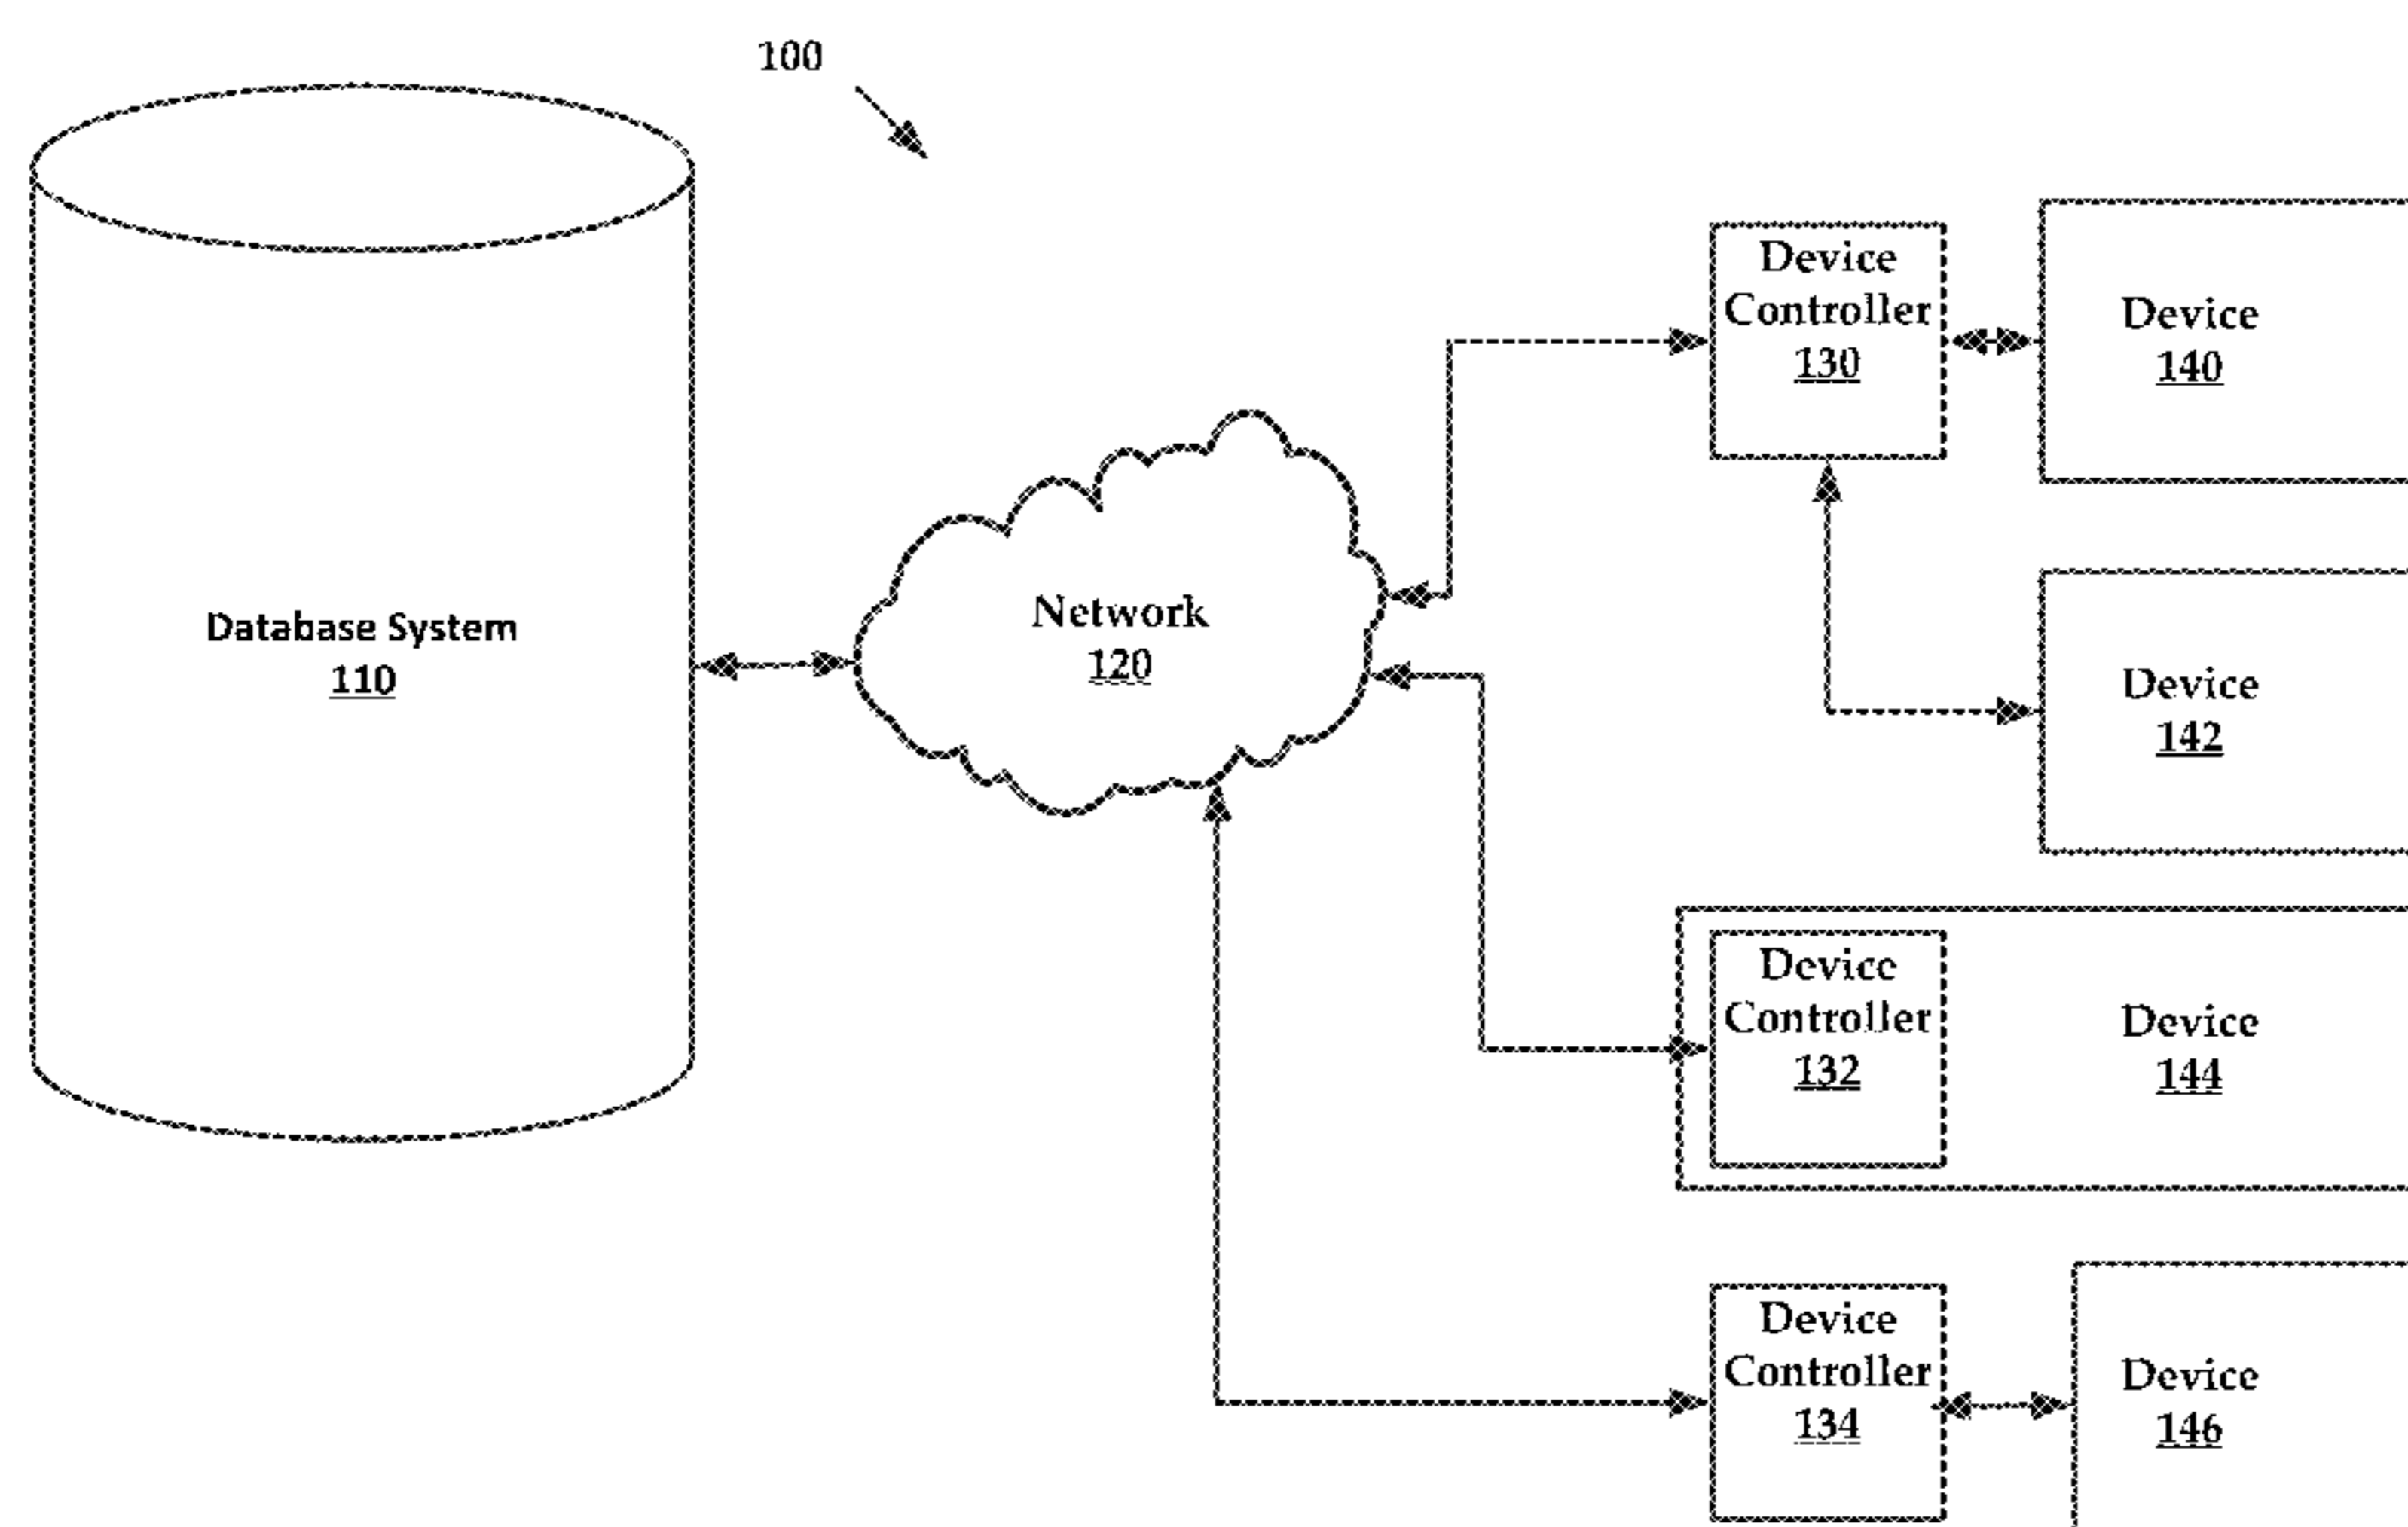 100
Database System
110
Network
120
Device
Controller
130
Device
140
Device
142
Device
Controller
132
Device
144
Device
Controller
134
Device
146